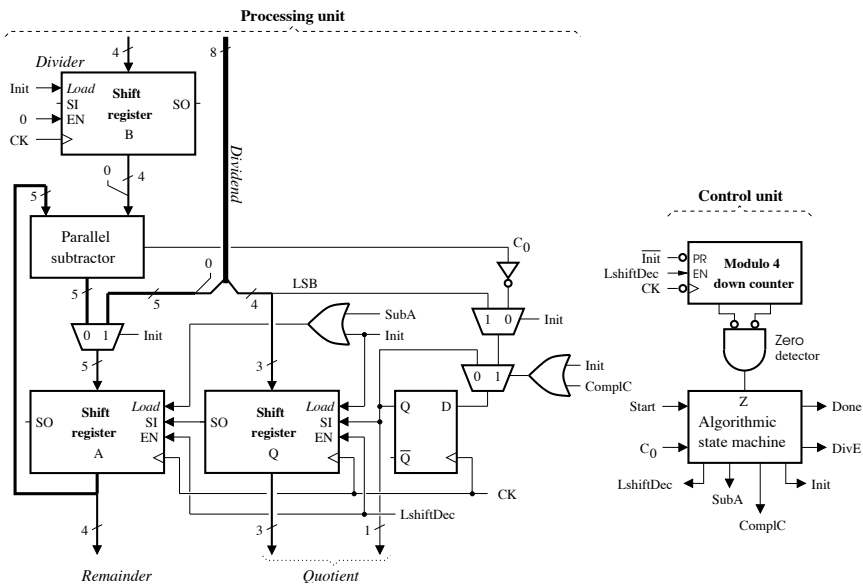 Processing unit
4
8
Divider
Init
Load
Shift
register
B
SI
SO
0
EN
CK
Dividend
0
4
5
Control unit
Parallel
subtractor
C0
Init
PR
LshiftDec
EN
CK
Modulo 4
down counter
0
LSB
5
5
4
SubA
Init
1 0
Init
0 1
Init
Zero
detector
5
3
0 1
Init
ComplC
SO
Shift
register
A
Load
SI
EN
SO
Shift
register
Q
Load
SI
EN
Q
D
Q
Start
Z
Done
Algorithmic
state machine
C0
DivE
LshiftDec
SubA
Init
ComplC
CK
LshiftDec
4
3
1
Remainder
Quotient